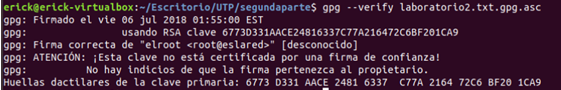 erick@erick-virtualbox:~/Escritorio/UTP/segundaparte$ gpg --verify laboratorio2.txt.gpg.asc
gpg: Firmado el vie 06 jul 2018 01:55:00 EST
gpg: usando RSA clave 6773D331AACE24816337C77A216472C6BF201CA9
gpg: Firma correcta de "elroot <root@eslared>" [desconocido]
gpg: ATENCIÓN: ¡Esta clave no está certificada por una firma de confianza!
gpg: No hay indicios de que la firma pertenezca al propietario.
Huellas dactilares de la clave primaria: 6773 D331 AACE 2481 6337 C77A 2164 72C6 BF20 1CA9